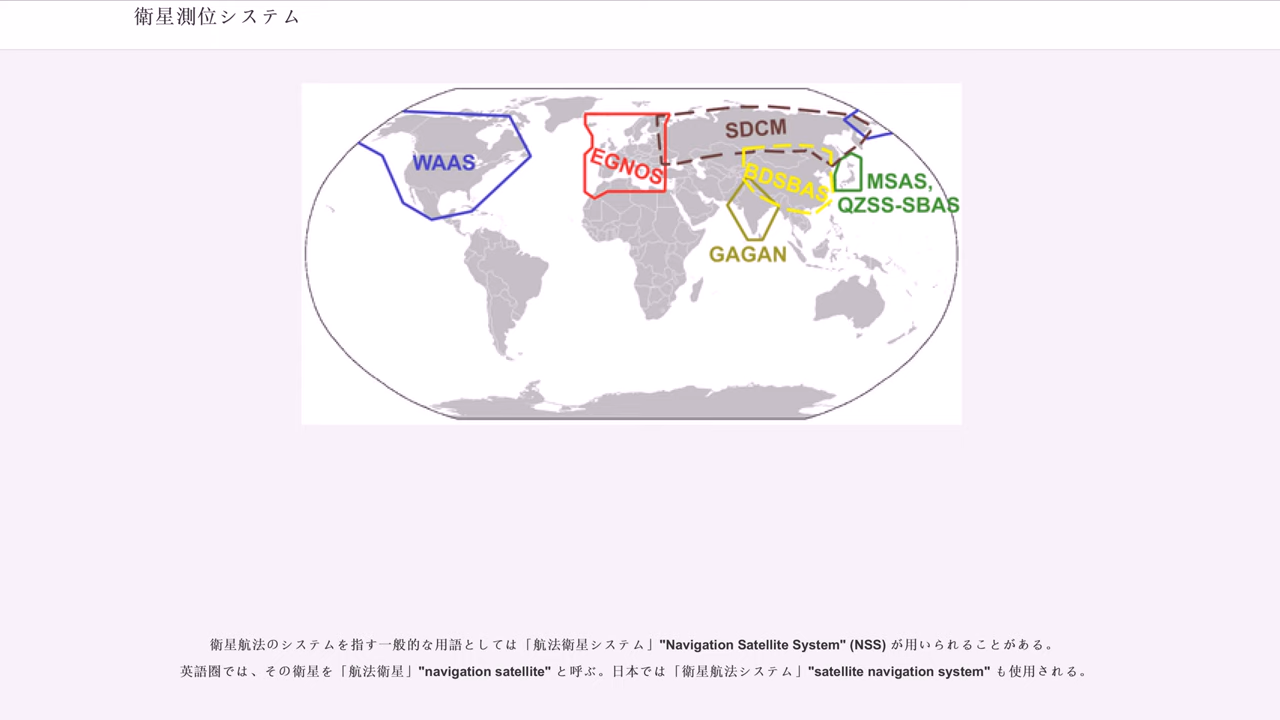 衛星測位システム
SDCM
WAAS
EGNOS
BDSBAS
MSAS,
QZSS-SBAS
GAGAN
衛星航法のシステムを指す一般的な用語としては「航法衛星システム」"Navigation Satellite System" (NSS) が用いられることがある。
英語圏では、その衛星を「航法衛星」"navigation satellite" と呼ぶ。日本では「衛星航法システム」"satellite navigation system" も使用される。